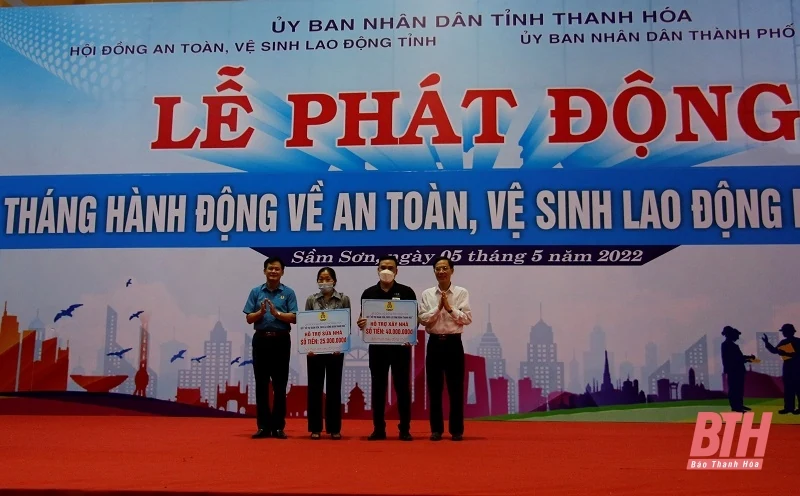 ỦY BAN NHÂN DÂN TỈNH THANH HÓA
HỘI ĐỒNG AN TOÀN, VỆ SINH LAO ĐỘNG TỈNH
ỦY BAN NHÂN DÂN THÀNH PHỐ
LỄ PHÁT ĐỘNG
THÁNG HÀNH ĐỘNG VỀ AN TOÀN, VỆ SINH LAO ĐỘNG
Sầm Sơn, ngày 05 tháng 5 năm 2022
HỖ TRỢ SỬA NHÀ
SỐ TIỀN: 25.000.000đ
HỖ TRỢ XÂY NHÀ
SỐ TIỀN: 40.000.000đ
BTH
Báo Thanh Hóa